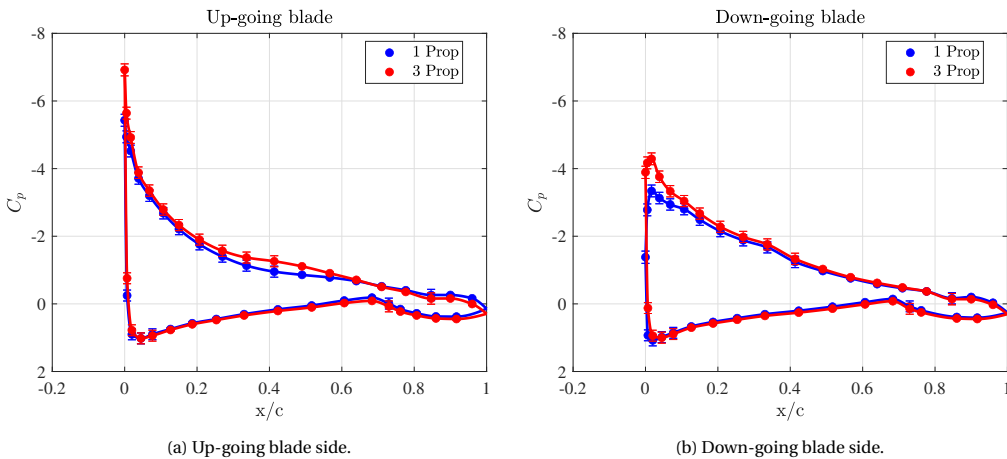 Up-going blade
-8
-6
-4
-2
0
2
C_p
-0.2
0
0.2
0.4
0.6
0.8
1
x/c
1 Prop
3 Prop
(a) Up-going blade side.
Down-going blade
-8
-6
-4
-2
0
2
C_p
-0.2
0
0.2
0.4
0.6
0.8
1
x/c
1 Prop
3 Prop
(b) Down-going blade side.